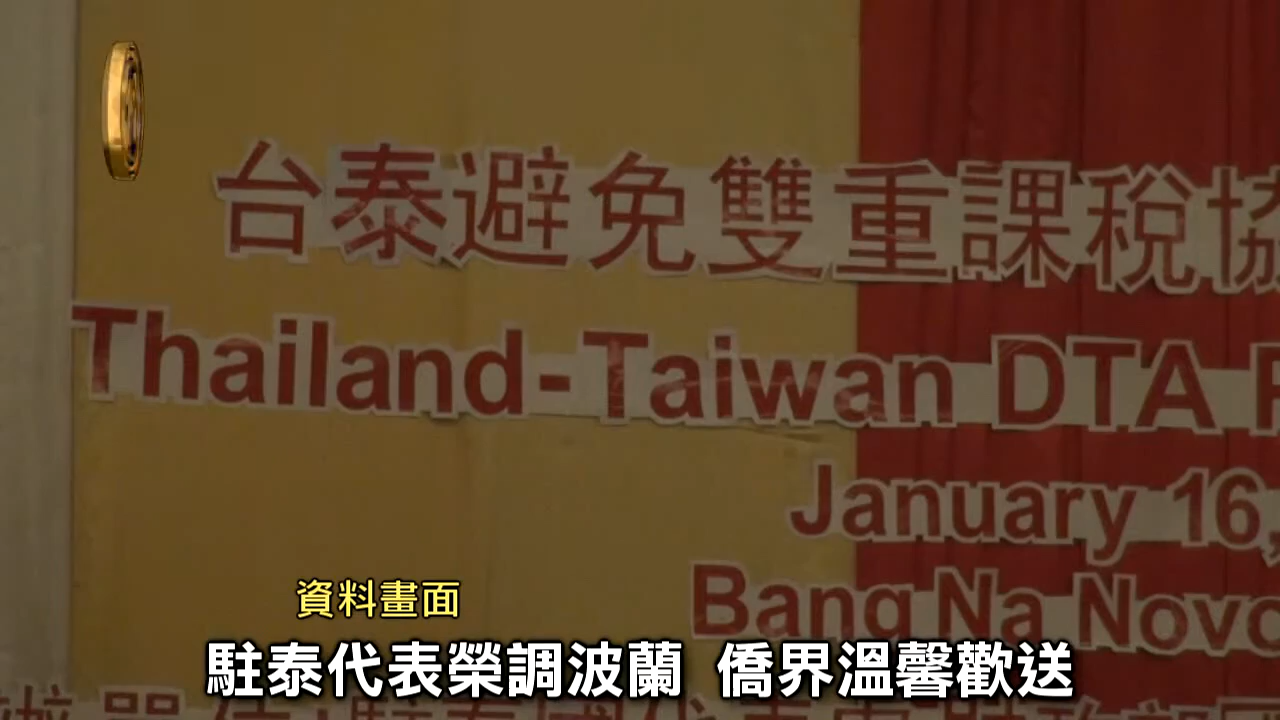 台泰避免雙重課稅協
Thailand-Taiwan DTA
January 16,
Bang Na Novo
資料畫面
駐泰代表榮調波蘭 僑界溫馨歡送